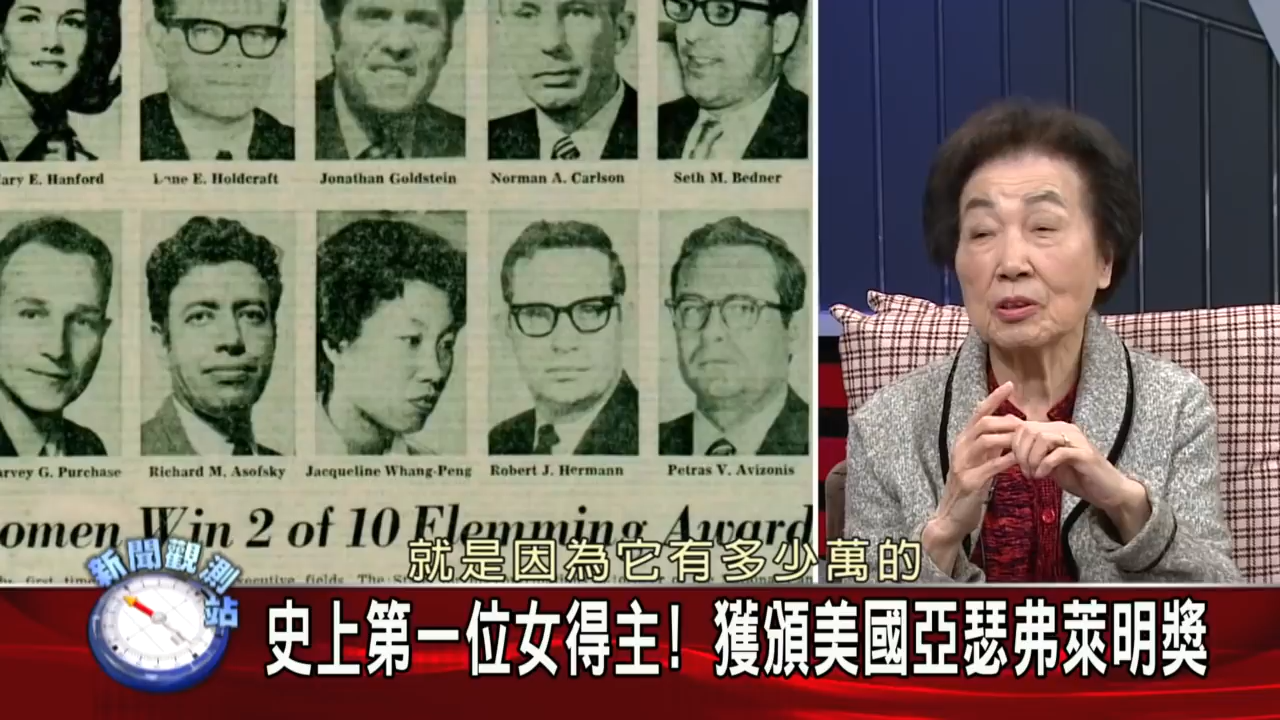 ary E. Hanford
Lane E. Holdcraft
Jonathan Goldstein
Norman A. Carlson
Seth M. Bedner
arvey G. Purchase
Richard M. Asofsky
Jacqueline Whang-Peng
Robert J. Hermann
Petras V. Avizonis
omen Win 2 of 10 Flemming Award
就是因為它有多少萬的
新聞觀測站
史上第一位女得主! 獲頒美國亞瑟弗萊明獎